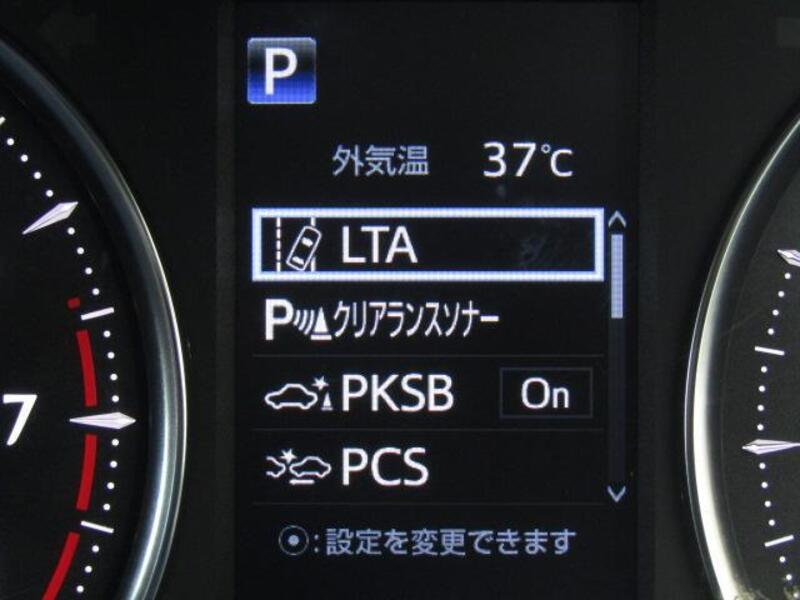 P
外気温 37℃
LTA
Pクリアランスソナー
PKSB On
PCS
7
⦿:設定を変更できます